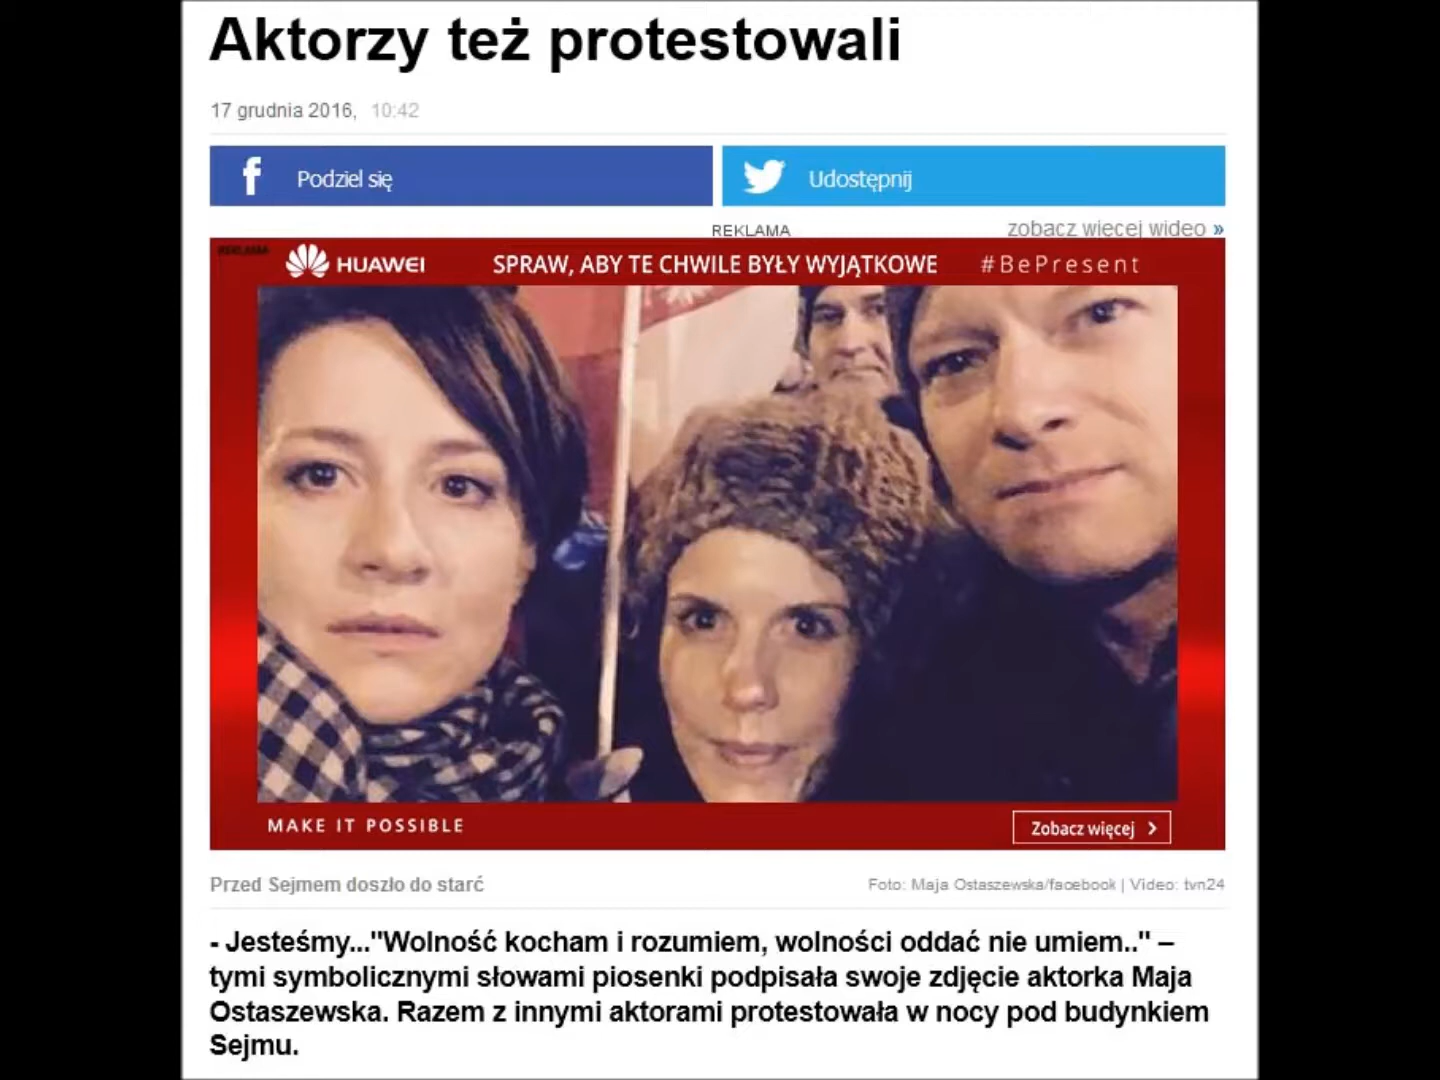 Aktorzy też protestowali
17 grudnia 2016, 10:42
f Podziel się
Udostępnij
REKLAMA
zobacz więcej wideo »
REKLAMA
HUAWEI
SPRAW, ABY TE CHWILE BYŁY WYJĄTKOWE
#BePresent
MAKE IT POSSIBLE
Zobacz więcej >
Przed Sejmem doszło do starć
Foto: Maja Ostaszewska/facebook | Video: tvn24
- Jesteśmy..."Wolność kocham i rozumiem, wolności oddać nie umiem.." –
tymi symbolicznymi słowami piosenki podpisała swoje zdjęcie aktorka Maja
Ostaszewska. Razem z innymi aktorami protestowała w nocy pod budynkiem
Sejmu.